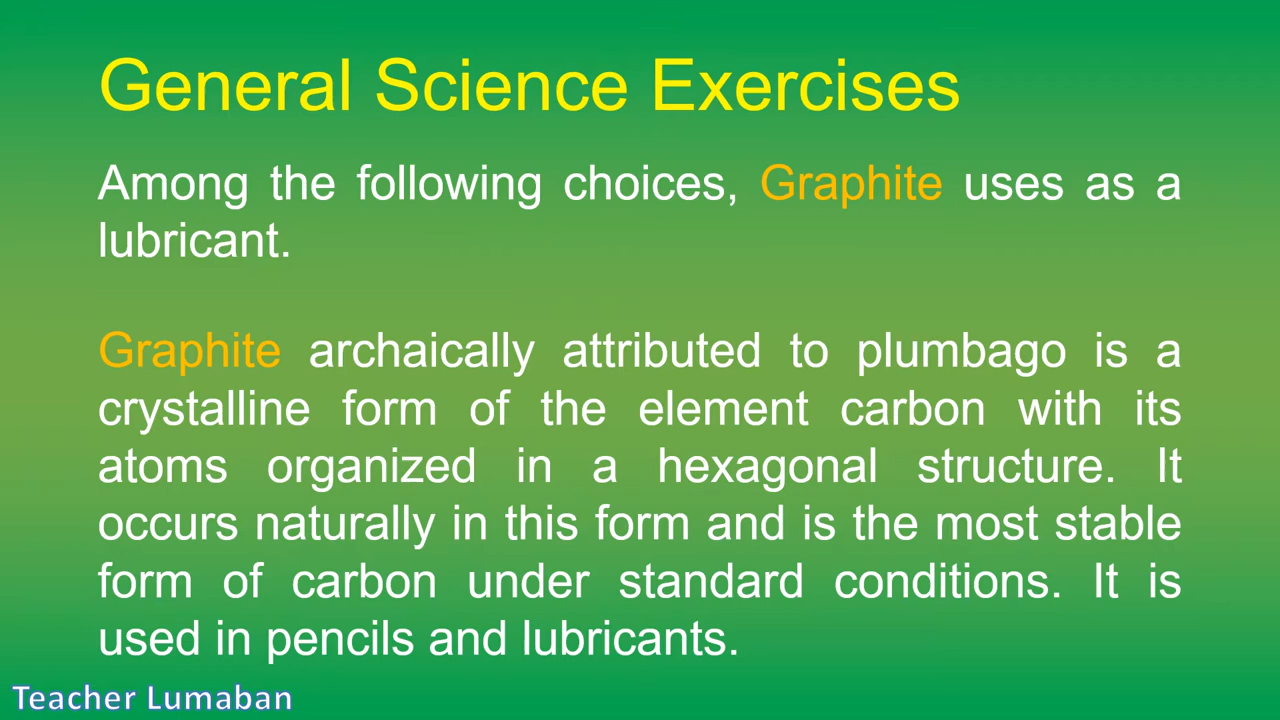 General Science Exercises
Among the following choices, Graphite uses as a
lubricant.
Graphite archaically attributed to plumbago is a
crystalline form of the element carbon with its
atoms organized in a hexagonal structure. It
occurs naturally in this form and is the most stable
form of carbon under standard conditions. It is
used in pencils and lubricants.
Teacher Lumaban